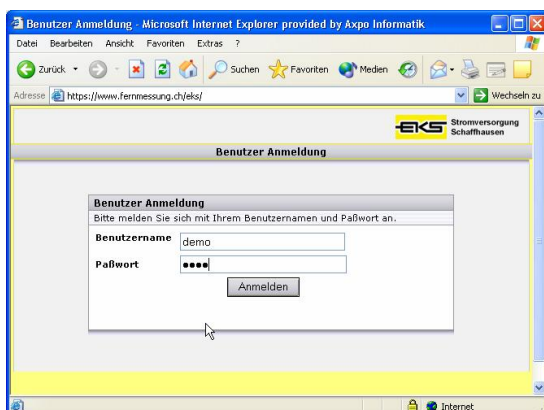 Benutzer Anmeldung - Microsoft Internet Explorer provided by Axpo Informatik
Datei Bearbeiten Ansicht Favoriten Extras ?
Zurück Suchen Favoriten Medien
Adresse https://www.fernmessung.ch/eks/ Wechseln zu
EKS Stromversorgung
Schaffhausen
Benutzer Anmeldung
Benutzer Anmeldung
Bitte melden Sie sich mit Ihrem Benutzernamen und Paßwort an.
Benutzername demo
Paßwort ●●●●
Anmelden
Internet